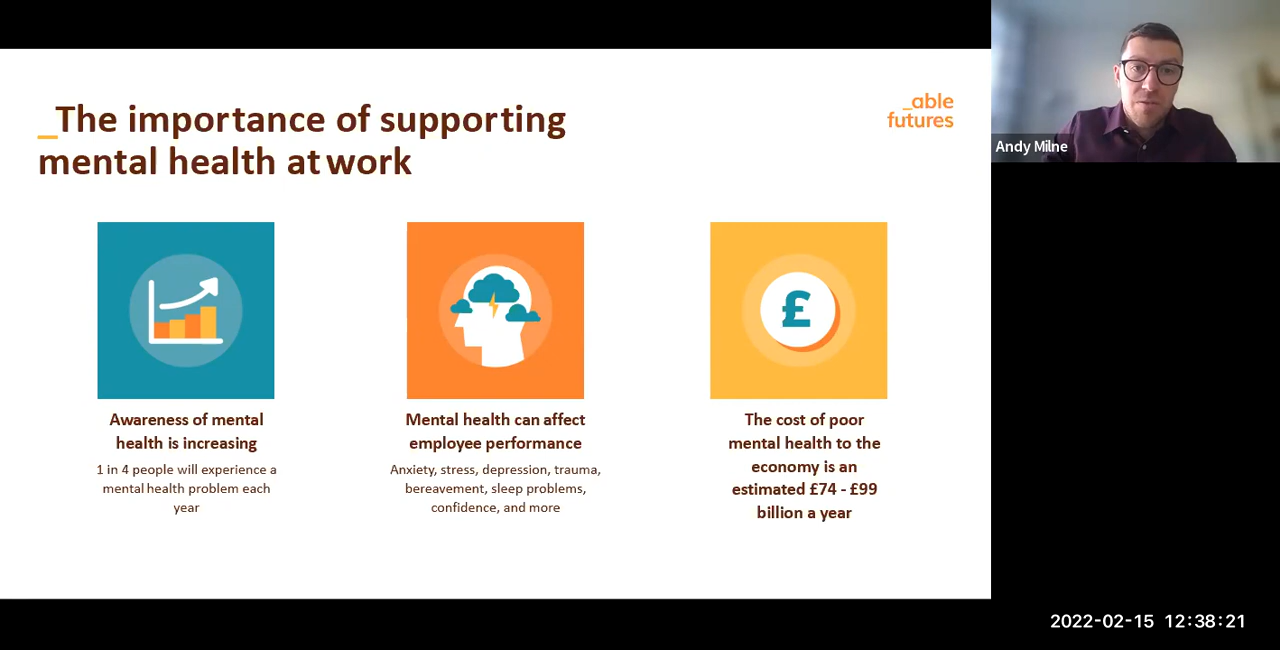 _The importance of supporting
mental health at work
_able
futures
Andy Milne
£
Awareness of mental
health is increasing
1 in 4 people will experience a
mental health problem each
year
Mental health can affect
employee performance
Anxiety, stress, depression, trauma,
bereavement, sleep problems,
confidence, and more
The cost of poor
mental health to the
economy is an
estimated £74 - £99
billion a year
2022-02-15 12:38:21